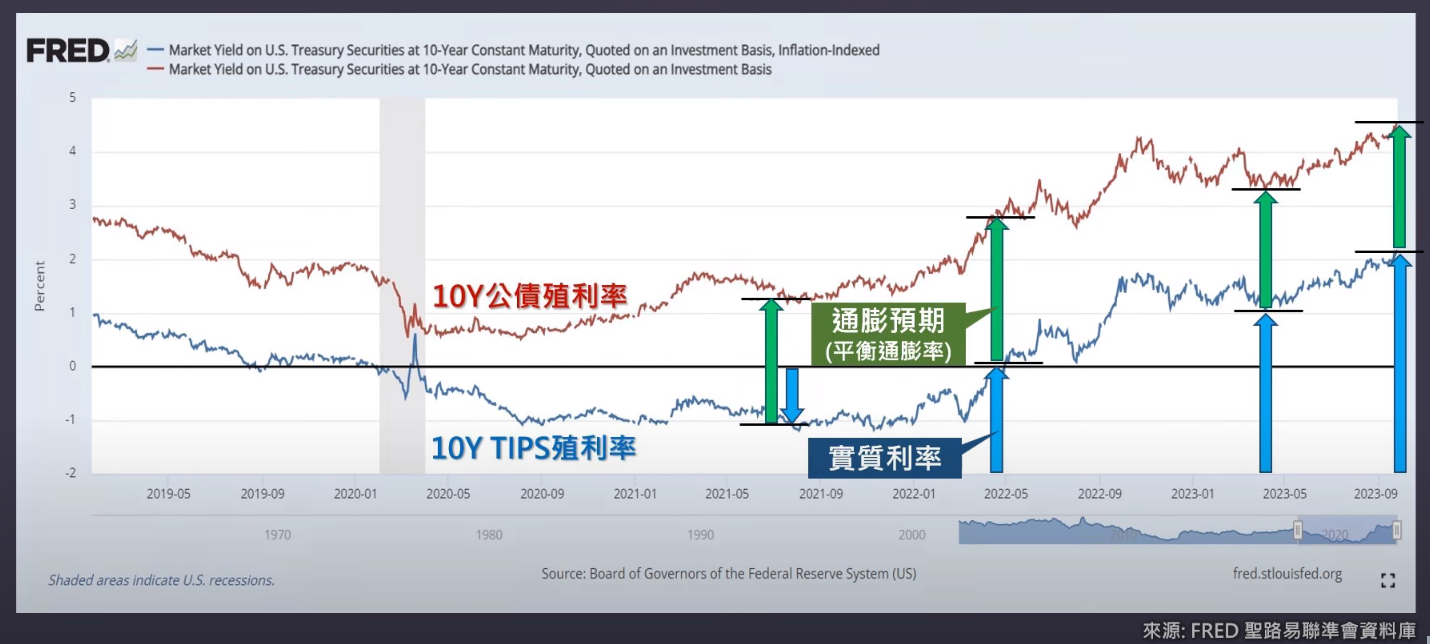 FRED
Market Yield on U.S. Treasury Securities at 10-Year Constant Maturity, Quoted on an Investment Basis, Inflation-Indexed
Market Yield on U.S. Treasury Securities at 10-Year Constant Maturity, Quoted on an Investment Basis
Percent
5
4
3
2
1
0
-1
-2
10Y公債殖利率
通膨預期
(平衡通膨率)
10Y TIPS殖利率
實質利率
2019-05 2019-09 2020-01 2020-05 2020-09 2021-01 2021-05 2021-09 2022-01 2022-05 2022-09 2023-01 2023-05 2023-09
1970 1980 1990 2000 2010 2020
Shaded areas indicate U.S. recessions.
Source: Board of Governors of the Federal Reserve System (US)
fred.stlouisfed.org
來源: FRED 聖路易聯準會資料庫